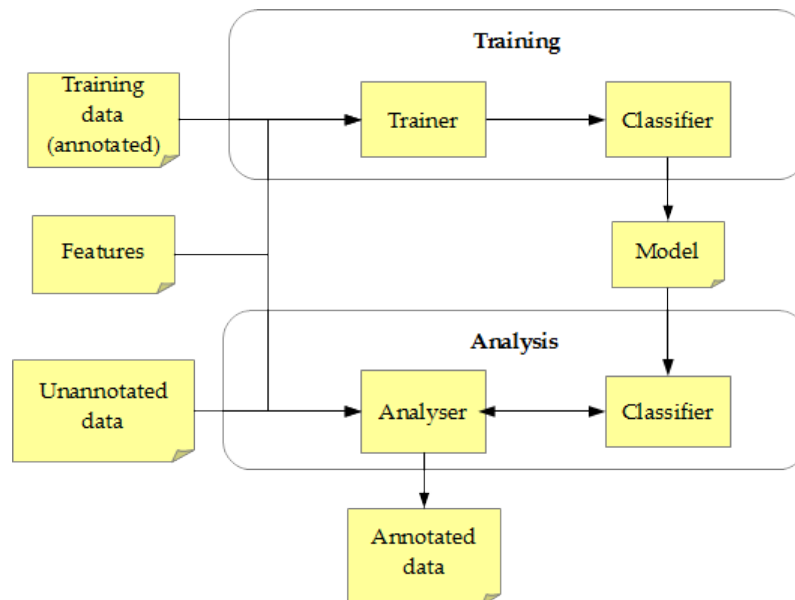 Training
Training
data
(annotated)
Trainer
Classifier
Features
Model
Analysis
Unannotated
data
Analyser
Classifier
Annotated
data